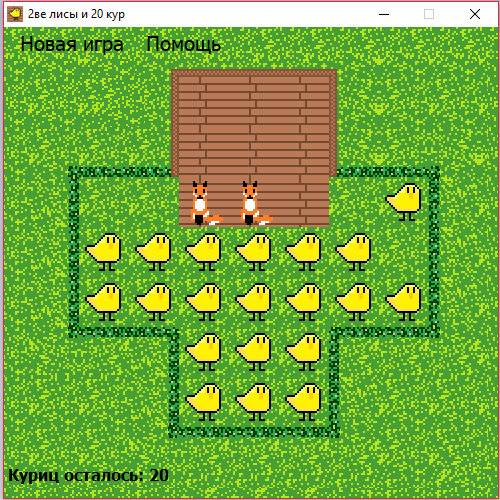 2ве лисы и 20 кур
Новая игра Помощь
Куриц осталось: 20